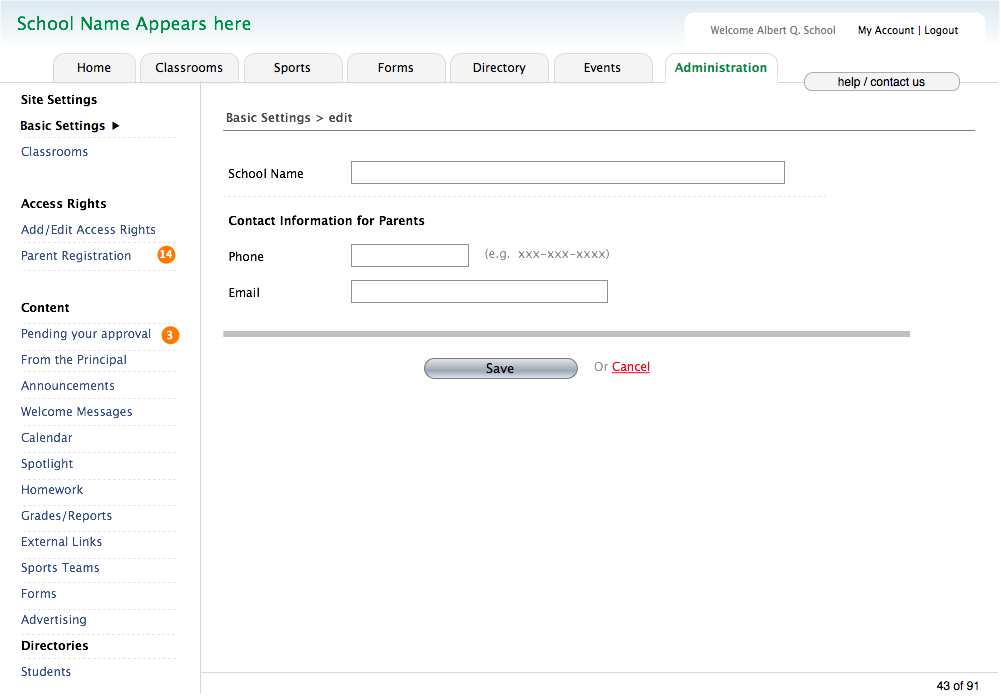 School Name Appears here
Welcome Albert Q. School My Account | Logout
Home Classrooms Sports Forms Directory Events Administration
help / contact us
Site Settings
Basic Settings ▶
Classrooms
Access Rights
Add/Edit Access Rights
Parent Registration 14
Content
Pending your approval 3
From the Principal
Announcements
Welcome Messages
Calendar
Spotlight
Homework
Grades/Reports
External Links
Sports Teams
Forms
Advertising
Directories
Students
Basic Settings > edit
School Name
Contact Information for Parents
Phone (e.g. xxx-xxx-xxxx)
Email
Save Or Cancel
43 of 91